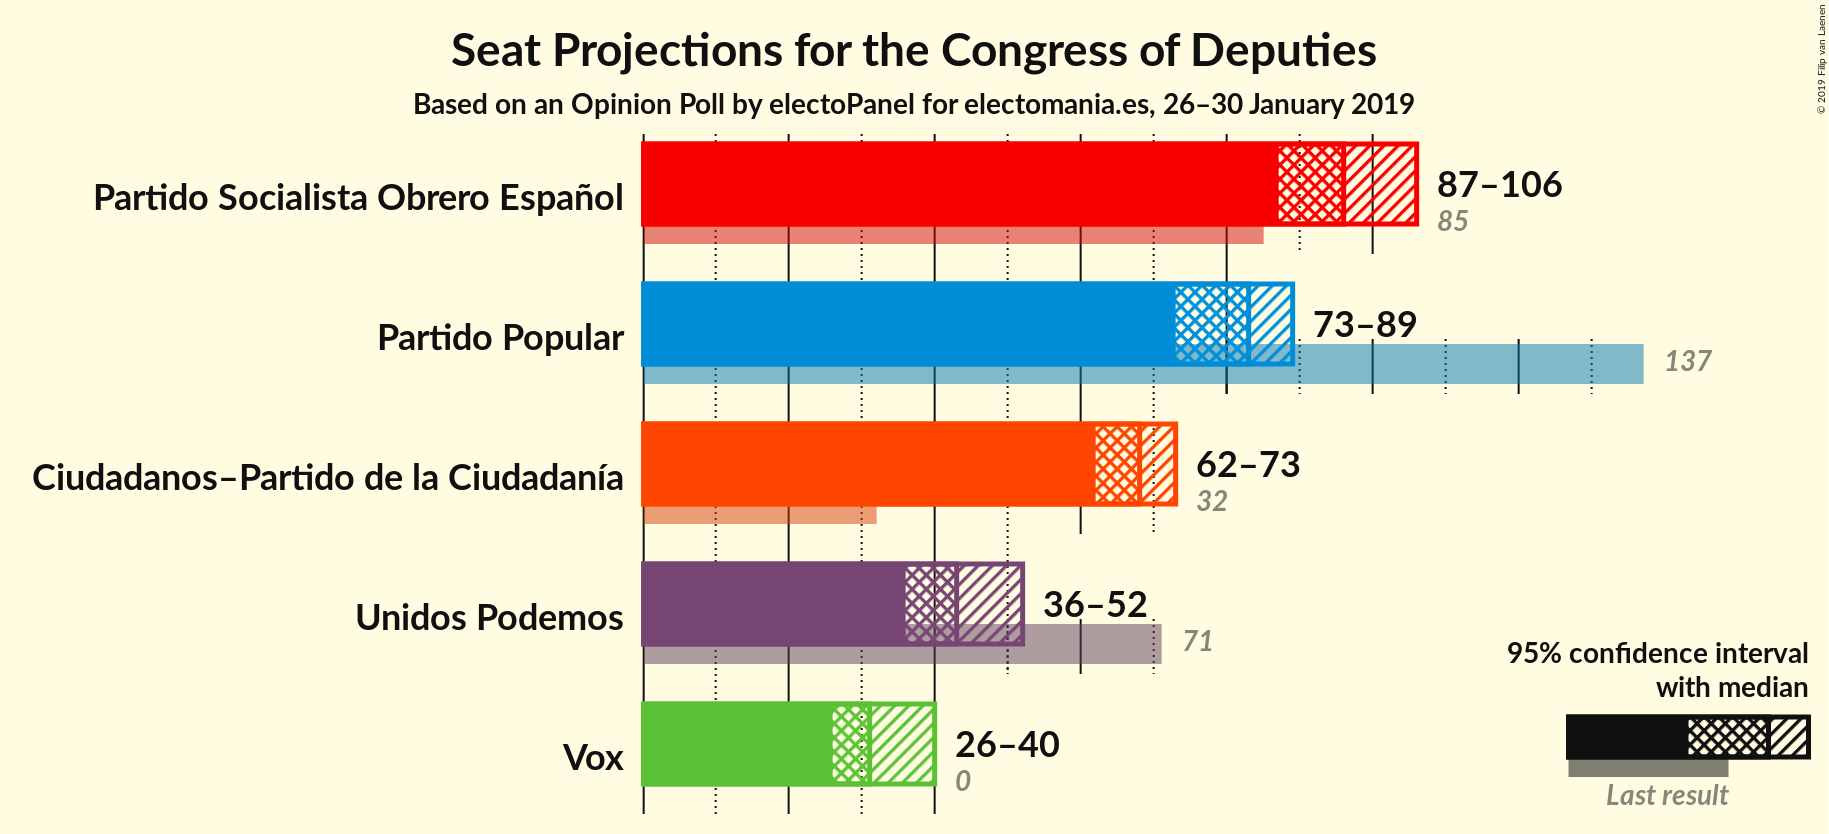 Seat Projections for the Congress of Deputies
Based on an Opinion Poll by electoPanel for electomania.es, 26–30 January 2019
© 2019 Filip van Laenen
Partido Socialista Obrero Español
87–106
85
Partido Popular
73–89
137
Ciudadanos–Partido de la Ciudadanía
62–73
32
Unidos Podemos
36–52
71
Vox
26–40
0
95% confidence interval
with median
Last result